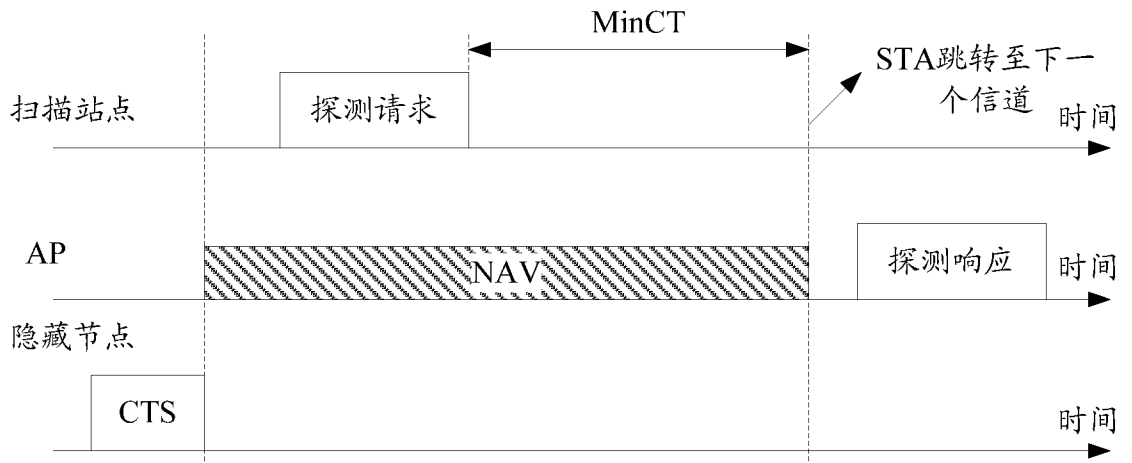 MinCT
STA跳转至下一
个信道
扫描站点
探测请求
时间
AP
NAV
探测响应
时间
隐藏节点
CTS
时间